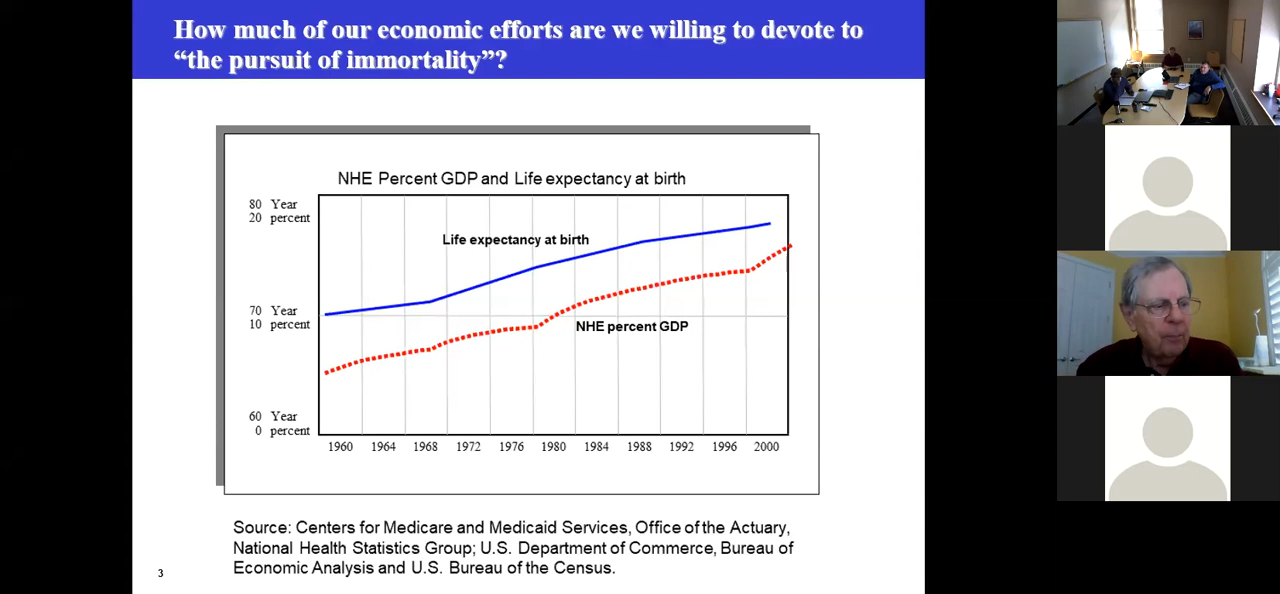 How much of our economic efforts are we willing to devote to
“the pursuit of immortality”?
NHE Percent GDP and Life expectancy at birth
80 Year
20 percent
Life expectancy at birth
70 Year
10 percent
NHE percent GDP
60 Year
0 percent
1960 1964 1968 1972 1976 1980 1984 1988 1992 1996 2000
Source: Centers for Medicare and Medicaid Services, Office of the Actuary,
National Health Statistics Group; U.S. Department of Commerce, Bureau of
Economic Analysis and U.S. Bureau of the Census.
3